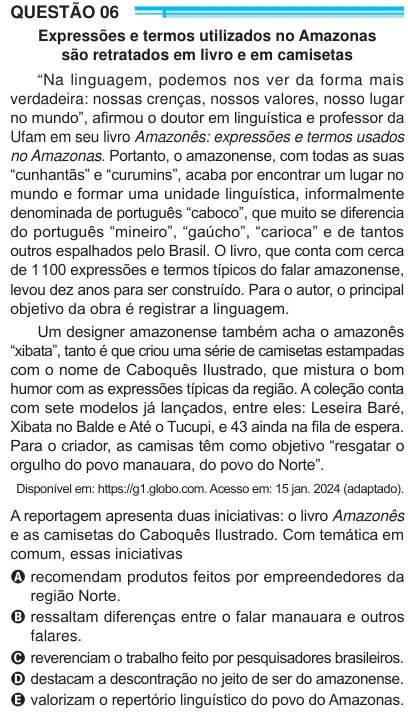 QUESTÃO 06
Expressões e termos utilizados no Amazonas
são retratados em livro e em camisetas
“Na linguagem, podemos nos ver da forma mais
verdadeira: nossas crenças, nossos valores, nosso lugar
no mundo”, afirmou o doutor em linguística e professor da
Ufam em seu livro Amazonês: expressões e termos usados
no Amazonas. Portanto, o amazonense, com todas as suas
“cunhantãs” e “curumins”, acaba por encontrar um lugar no
mundo e formar uma unidade linguística, informalmente
denominada de português “caboco”, que muito se diferencia
do português “mineiro”, “gaúcho”, “carioca” e de tantos
outros espalhados pelo Brasil. O livro, que conta com cerca
de 1 100 expressões e termos típicos do falar amazonense,
levou dez anos para ser construído. Para o autor, o principal
objetivo da obra é registrar a linguagem.
Um designer amazonense também acha o amazonês
“xibata”, tanto é que criou uma série de camisetas estampadas
com o nome de Caboquês Ilustrado, que mistura o bom
humor com as expressões típicas da região. A coleção conta
com sete modelos já lançados, entre eles: Leseira Baré,
Xibata no Balde e Até o Tucupi, e 43 ainda na fila de espera.
Para o criador, as camisas têm como objetivo “resgatar o
orgulho do povo manauara, do povo do Norte”.
Disponível em: https://g1.globo.com. Acesso em: 15 jan. 2024 (adaptado).
A reportagem apresenta duas iniciativas: o livro Amazonês
e as camisetas do Caboquês Ilustrado. Com temática em
comum, essas iniciativas
A recomendam produtos feitos por empreendedores da
região Norte.
B ressaltam diferenças entre o falar manauara e outros
falares.
C reverenciam o trabalho feito por pesquisadores brasileiros.
D destacam a descontração no jeito de ser do amazonense.
E valorizam o repertório linguístico do povo do Amazonas.